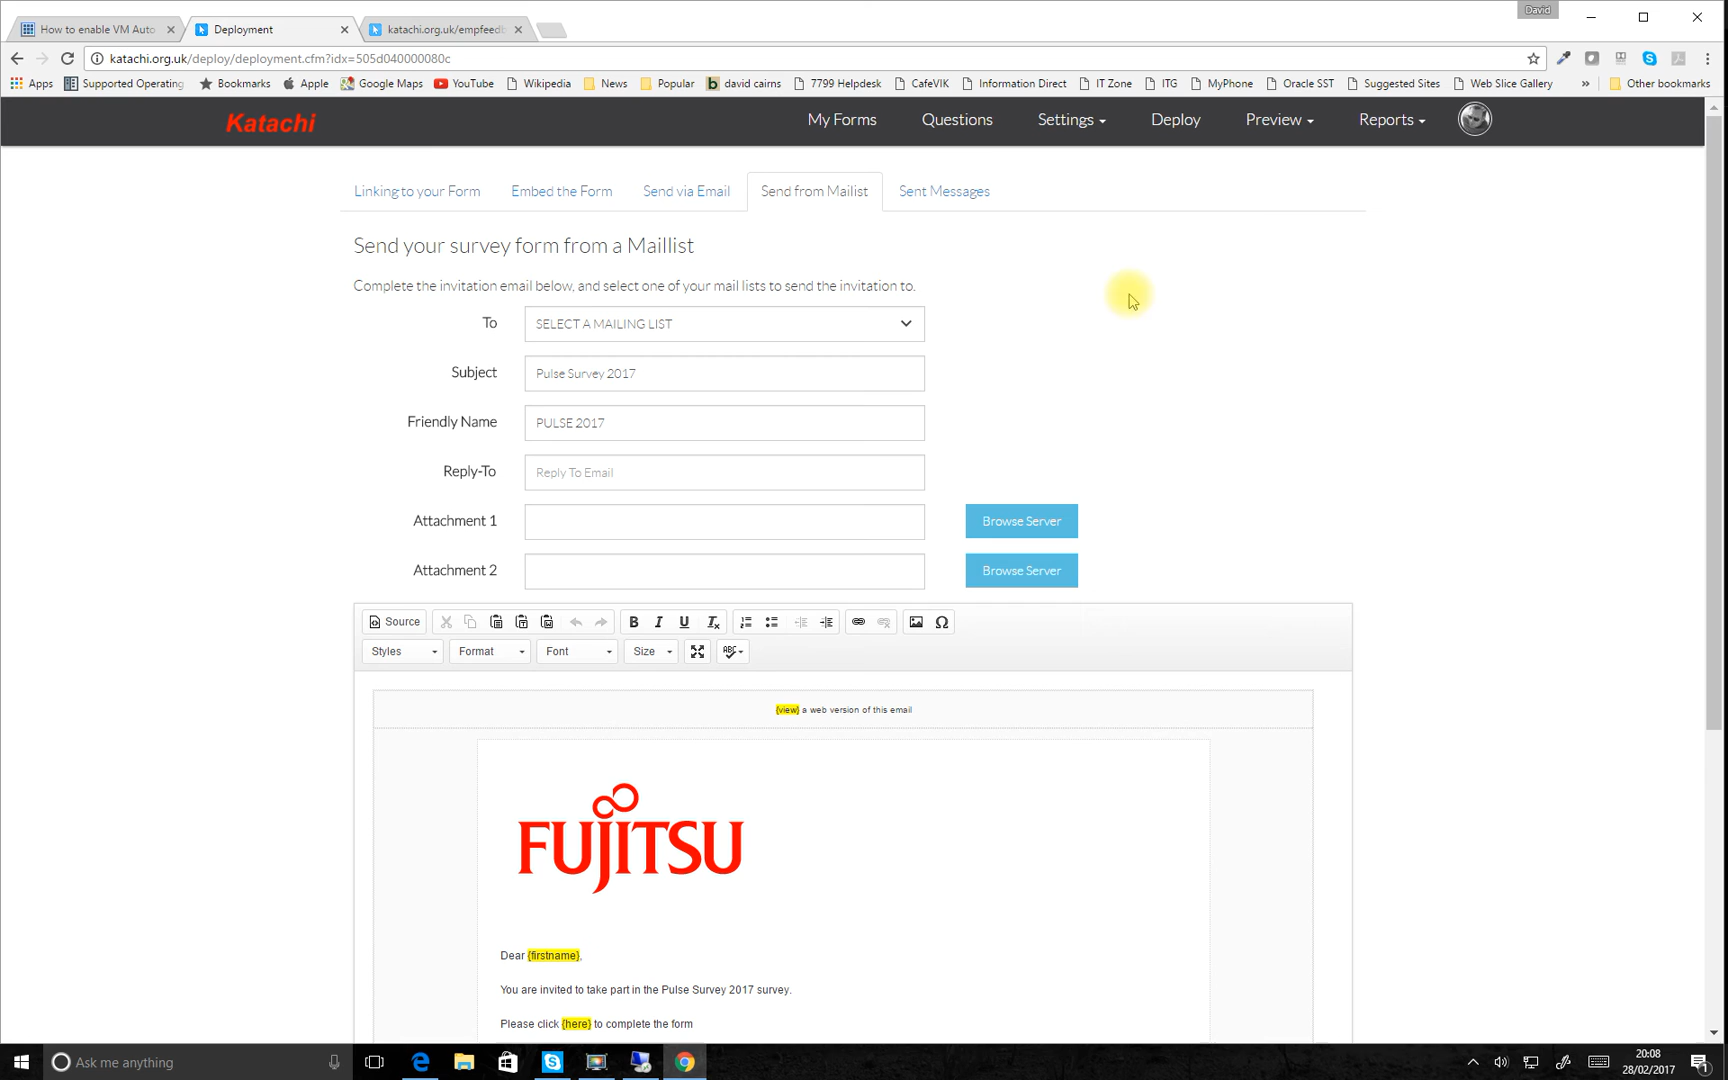 David
How to enable VM Auto
Deployment
katachi.org.uk/empfeedb
katachi.org.uk/deploy/deployment.cfm?idx=505d040000080c
Apps Supported Operating Bookmarks Apple Google Maps YouTube Wikipedia News Popular david cairns 7799 Helpdesk CafeVIK Information Direct IT Zone ITG MyPhone Oracle SST Suggested Sites Web Slice Gallery » Other bookmarks
Katachi My Forms Questions Settings Deploy Preview Reports
Linking to your Form Embed the Form Send via Email Send from Mailist Sent Messages
Send your survey form from a Maillist
Complete the invitation email below, and select one of your mail lists to send the invitation to.
To SELECT A MAILING LIST
Subject Pulse Survey 2017
Friendly Name PULSE 2017
Reply-To Reply To Email
Attachment 1 Browse Server
Attachment 2 Browse Server
Source B I U Tx Ω
Styles Format Font Size ABC
{view} a web version of this email
FUJITSU
Dear {firstname},
You are invited to take part in the Pulse Survey 2017 survey.
Please click {here} to complete the form
Ask me anything
20:08
28/02/2017
1